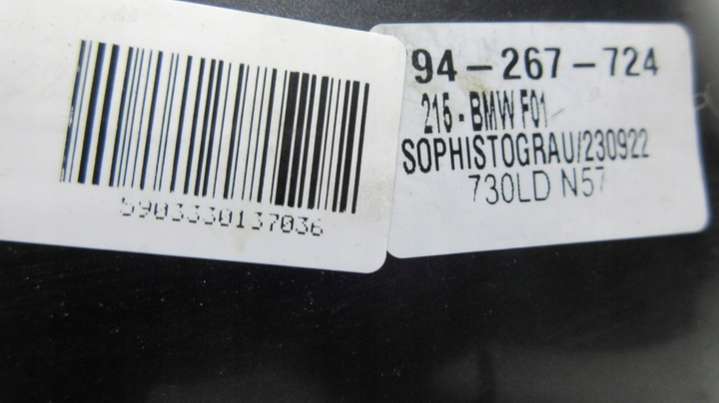 5903330137036
94-267-724
215-BMW F01
SOPHISTOGRAU/230922
730LD N57